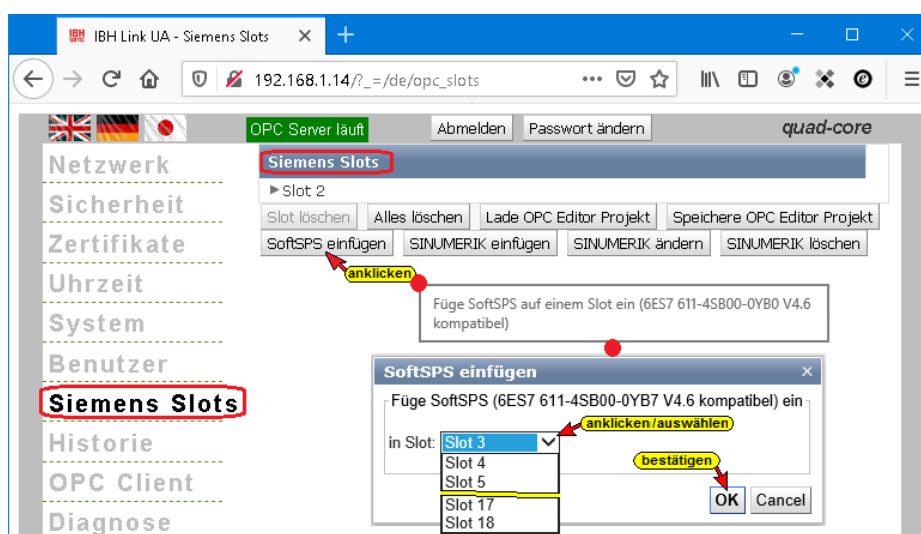 IBH Link UA - Siemens Slots
192.168.1.14/?_=/de/opc_slots
OPC Server läuft
Abmelden
Passwort ändern
quad-core
Netzwerk
Sicherheit
Zertifikate
Uhrzeit
System
Benutzer
Siemens Slots
Historie
OPC Client
Diagnose
Siemens Slots
Slot 2
Slot löschen
Alles löschen
Lade OPC Editor Projekt
Speichere OPC Editor Projekt
SoftSPS einfügen
SINUMERIK einfügen
SINUMERIK ändern
SINUMERIK löschen
anklicken
Füge SoftSPS auf einem Slot ein (6ES7 611-4SB00-0YB0 V4.6
kompatibel)
SoftSPS einfügen
Füge SoftSPS (6ES7 611-4SB00-0YB7 V4.6 kompatibel) ein
anklicken/auswählen
in Slot: Slot 3
Slot 4
Slot 5
Slot 17
Slot 18
bestätigen
OK
Cancel